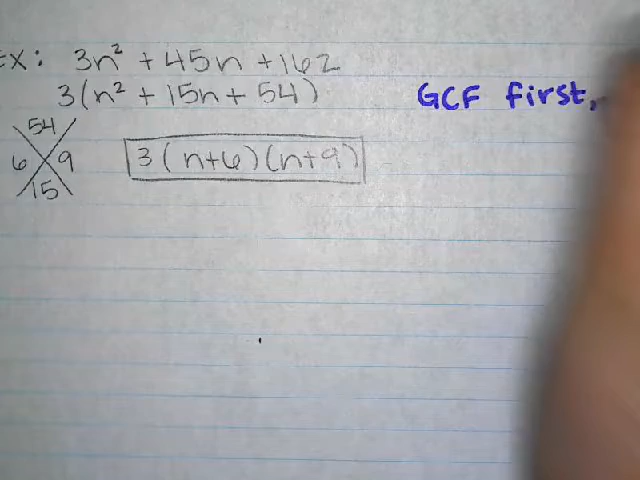 Ex: 3n² + 45n + 162
3(n² + 15n + 54) GCF first,
54
6 9
15
3(n+6)(n+9)